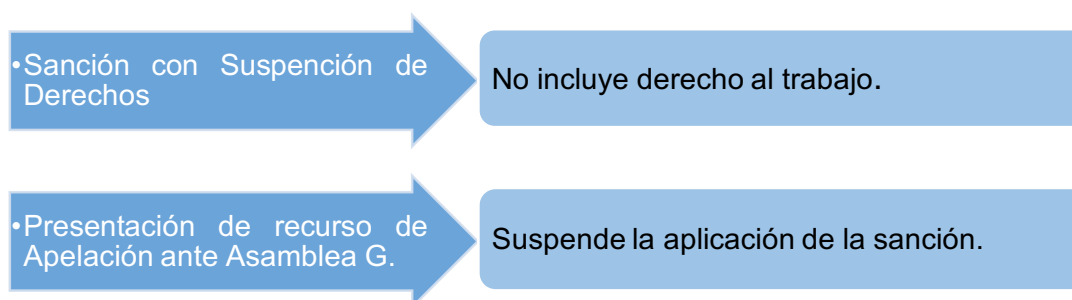 •Sanción con Suspención de
Derechos
No incluye derecho al trabajo.
•Presentación de recurso de
Apelación ante Asamblea G.
Suspende la aplicación de la sanción.